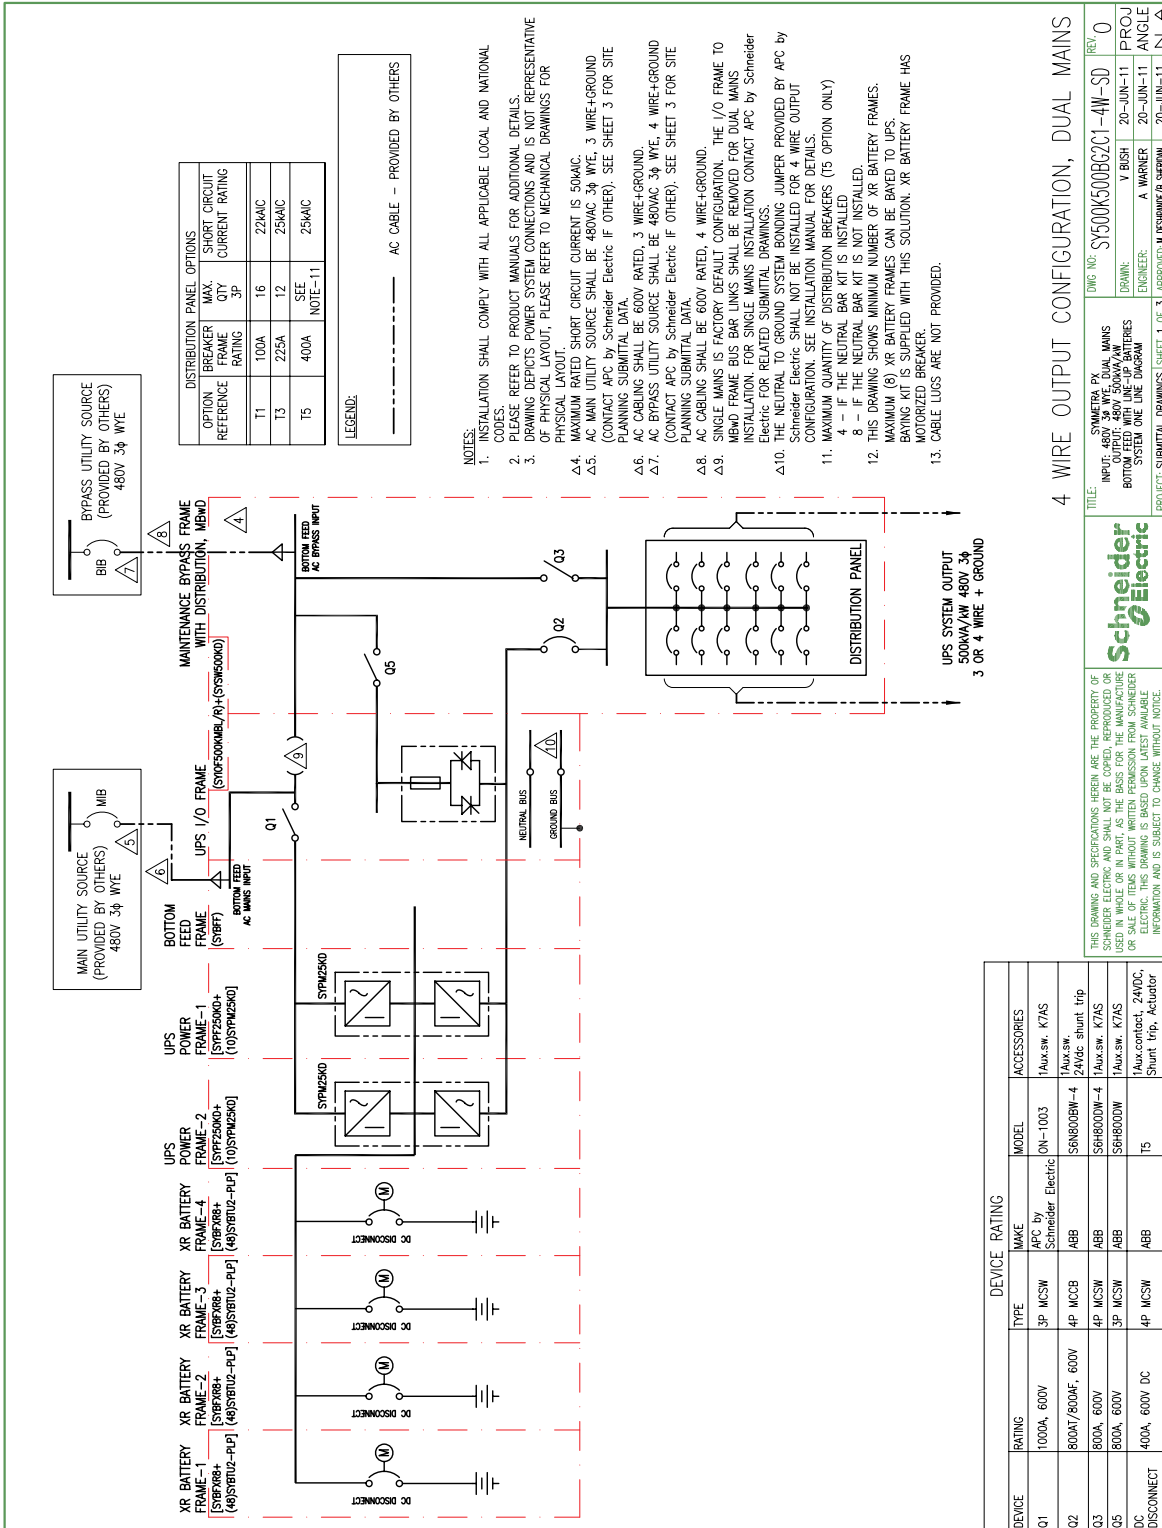 MAIN UTILITY SOURCE
(PROVIDED BY OTHERS)
480V 3ϕ WYE
MIB
5
6
BYPASS UTILITY SOURCE
(PROVIDED BY OTHERS)
480V 3ϕ WYE
BIB
7
8
XR BATTERY
FRAME-1
[SYBFXR8+
(48)SYBTU2-PLP]
XR BATTERY
FRAME-2
[SYBFXR8+
(48)SYBTU2-PLP]
XR BATTERY
FRAME-3
[SYBFXR8+
(48)SYBTU2-PLP]
XR BATTERY
FRAME-4
[SYBFXR8+
(48)SYBTU2-PLP]
UPS
POWER
FRAME-2
[SYPF250KD+
(10)SYPM25KD]
UPS
POWER
FRAME-1
[SYPF250KD+
(10)SYPM25KD]
BOTTOM
FEED
FRAME
(SYBFF)
UPS I/O FRAME
(SYIOF500KMBL/R)+(SYSW500KD)
MAINTENANCE BYPASS FRAME
WITH DISTRIBUTION, MBwD
4
BOTTOM FEED
AC MAINS INPUT
BOTTOM FEED
AC BYPASS INPUT
Q1
9
Q5
Q2
Q3
SYPM25KD
SYPM25KD
M
M
M
M
DC DISCONNECT
DC DISCONNECT
DC DISCONNECT
DC DISCONNECT
NEUTRAL BUS
GROUND BUS
10
DISTRIBUTION PANEL
UPS SYSTEM OUTPUT
500kVA/kW 480V 3ϕ
3 OR 4 WIRE + GROUND
DISTRIBUTION PANEL OPTIONS
OPTION REFERENCE BREAKER FRAME RATING MAX. QTY 3P SHORT CIRCUIT CURRENT RATING
T1 100A 16 22kAIC
T3 225A 12 25kAIC
T5 400A SEE NOTE-11 25kAIC
LEGEND:
AC CABLE - PROVIDED BY OTHERS
NOTES:
1. INSTALLATION SHALL COMPLY WITH ALL APPLICABLE LOCAL AND NATIONAL
CODES.
2. PLEASE REFER TO PRODUCT MANUALS FOR ADDITIONAL DETAILS.
3. DRAWING DEPICTS POWER SYSTEM CONNECTIONS AND IS NOT REPRESENTATIVE
OF PHYSICAL LAYOUT, PLEASE REFER TO MECHANICAL DRAWINGS FOR
PHYSICAL LAYOUT.
△4. MAXIMUM RATED SHORT CIRCUIT CURRENT IS 50kAIC.
△5. AC MAIN UTILITY SOURCE SHALL BE 480VAC 3ϕ WYE, 3 WIRE+GROUND
(CONTACT APC by Schneider Electric IF OTHER). SEE SHEET 3 FOR SITE
PLANNING SUBMITTAL DATA.
△6. AC CABLING SHALL BE 600V RATED, 3 WIRE+GROUND.
△7. AC BYPASS UTILITY SOURCE SHALL BE 480VAC 3ϕ WYE, 4 WIRE+GROUND
(CONTACT APC by Schneider Electric IF OTHER). SEE SHEET 3 FOR SITE
PLANNING SUBMITTAL DATA.
△8. AC CABLING SHALL BE 600V RATED, 4 WIRE+GROUND.
△9. SINGLE MAINS IS FACTORY DEFAULT CONFIGURATION. THE I/O FRAME TO
MBwD FRAME BUS BAR LINKS SHALL BE REMOVED FOR DUAL MAINS
INSTALLATION. FOR SINGLE MAINS INSTALLATION CONTACT APC by Schneider
Electric FOR RELATED SUBMITTAL DRAWINGS.
△10. THE NEUTRAL TO GROUND SYSTEM BONDING JUMPER PROVIDED BY APC by
Schneider Electric SHALL NOT BE INSTALLED FOR 4 WIRE OUTPUT
CONFIGURATION. SEE INSTALLATION MANUAL FOR DETAILS.
11. MAXIMUM QUANTITY OF DISTRIBUTION BREAKERS (T5 OPTION ONLY)
4 - IF THE NEUTRAL BAR KIT IS INSTALLED
8 - IF THE NEUTRAL BAR KIT IS NOT INSTALLED.
12. THIS DRAWING SHOWS MINIMUM NUMBER OF XR BATTERY FRAMES.
MAXIMUM (8) XR BATTERY FRAMES CAN BE BAYED TO UPS.
BAYING KIT IS SUPPLIED WITH THIS SOLUTION. XR BATTERY FRAME HAS
MOTORIZED BREAKER.
13. CABLE LUGS ARE NOT PROVIDED.
4 WIRE OUTPUT CONFIGURATION, DUAL MAINS
DEVICE RATING
DEVICE RATING TYPE MAKE MODEL ACCESSORIES
Q1 1000A, 600V 3P MCSW APC by Schneider Electric ON-1003 1Aux.sw. K7AS
Q2 800AT/800AF, 600V 4P MCCB ABB S6N800BW-4 1Aux.sw. 24Vdc shunt trip
Q3 800A, 600V 4P MCSW ABB S6H800DW-4 1Aux.sw. K7AS
Q5 800A, 600V 3P MCSW ABB S6H800DW 1Aux.sw. K7AS
DC DISCONNECT 400A, 600V DC 4P MCSW ABB T5 1Aux.contact, 24VDC, Shunt trip, Actuator
THIS DRAWING AND SPECIFICATIONS HEREIN ARE THE PROPERTY OF
SCHNEIDER ELECTRIC AND SHALL NOT BE COPIED, REPRODUCED OR
USED IN WHOLE OR IN PART, AS THE BASIS FOR THE MANUFACTURE
OR SALE OF ITEMS WITHOUT WRITTEN PERMISSION FROM SCHNEIDER
ELECTRIC. THIS DRAWING IS BASED UPON LATEST AVAILABLE
INFORMATION AND IS SUBJECT TO CHANGE WITHOUT NOTICE.
Schneider
Electric
TITLE: SYMMETRA PX
INPUT: 480V 3Ø WYE, DUAL MAINS
OUTPUT: 480V 500kVA/kW
BOTTOM FEED WITH LINE-UP BATTERIES
SYSTEM ONE LINE DIAGRAM
PROJECT: SUBMITTAL DRAWINGS SHEET 1 OF 3
DWG NO: SY500K500BG2C1-4W-SD
REV. 0
DRAWN: V BUSH 20-JUN-11
PROJ
ENGINEER: A WARNER 20-JUN-11
ANGLE
APPROVED: 20-JUN-11